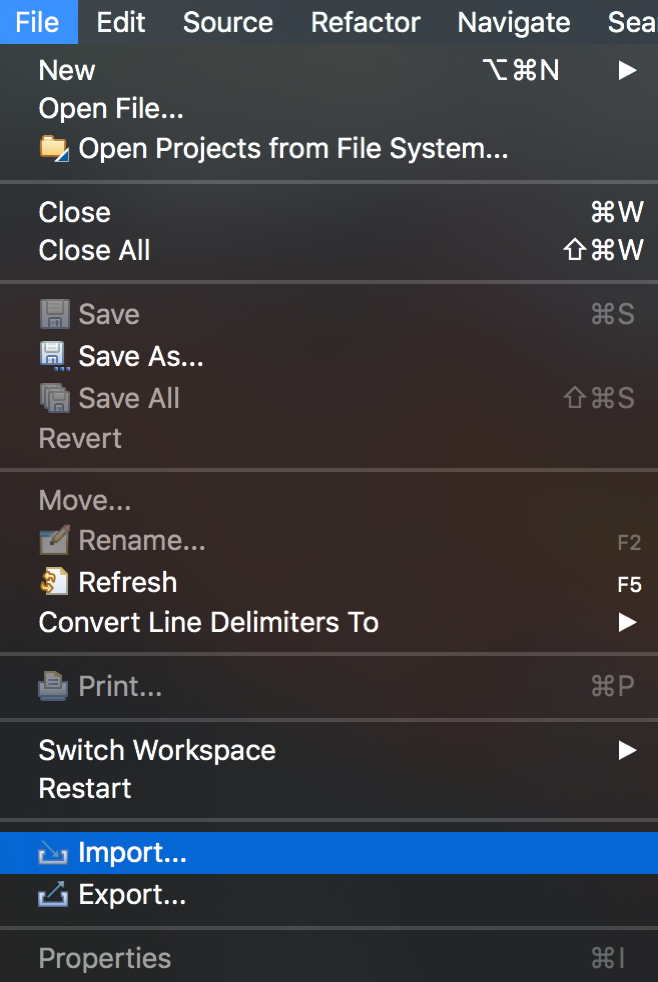 File Edit Source Refactor Navigate Sea
New ⌥⌘N ▶
Open File...
Open Projects from File System...
Close ⌘W
Close All ⇧⌘W
Save ⌘S
Save As...
Save All ⇧⌘S
Revert
Move...
Rename... F2
Refresh F5
Convert Line Delimiters To ▶
Print... ⌘P
Switch Workspace ▶
Restart
Import...
Export...
Properties ⌘I